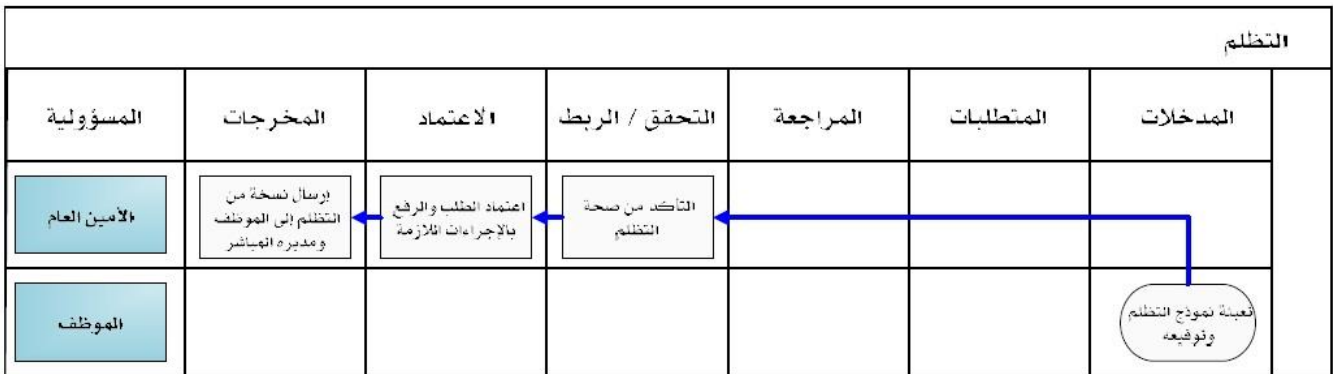 التظلم
المدخلات
المتطلبات
المراجعة
التحقق / الربط
الاعتماد
المخرجات
المسؤولية
التأكد من صحة
التظلم
اعتماد الطلب والرفع
بالإجراءات اللازمة
إرسال نسخة من
التظلم إلى الموظف
ومديره المباشر
الأمين العام
تعبئة نموذج التظلم
وتوقيعه
الموظف